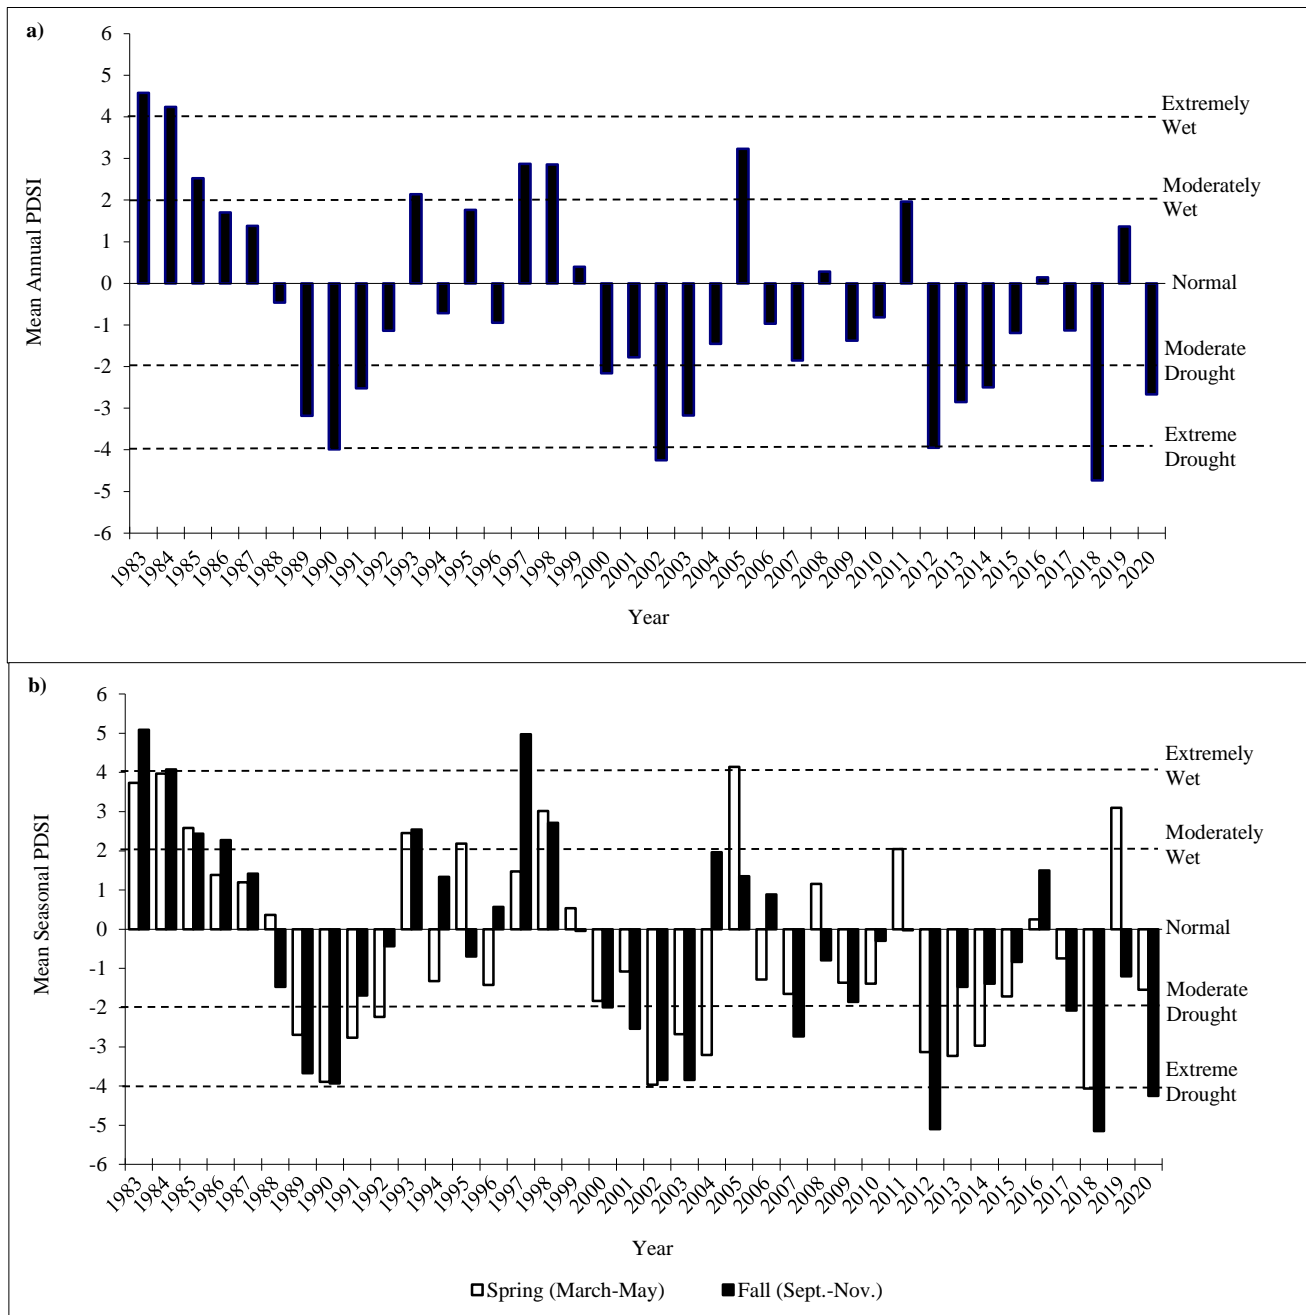 a)
6
5
4
3
2
1
0
-1
-2
-3
-4
-5
-6
Mean Annual PDSI
Extremely
Wet
Moderately
Wet
Normal
Moderate
Drought
Extreme
Drought
1983 1984 1985 1986 1987 1988 1989 1990 1991 1992 1993 1994 1995 1996 1997 1998 1999 2000 2001 2002 2003 2004 2005 2006 2007 2008 2009 2010 2011 2012 2013 2014 2015 2016 2017 2018 2019 2020
Year
b)
6
5
4
3
2
1
0
-1
-2
-3
-4
-5
-6
Mean Seasonal PDSI
Extremely
Wet
Moderately
Wet
Normal
Moderate
Drought
Extreme
Drought
1983 1984 1985 1986 1987 1988 1989 1990 1991 1992 1993 1994 1995 1996 1997 1998 1999 2000 2001 2002 2003 2004 2005 2006 2007 2008 2009 2010 2011 2012 2013 2014 2015 2016 2017 2018 2019 2020
Year
Spring (March-May) Fall (Sept.-Nov.)